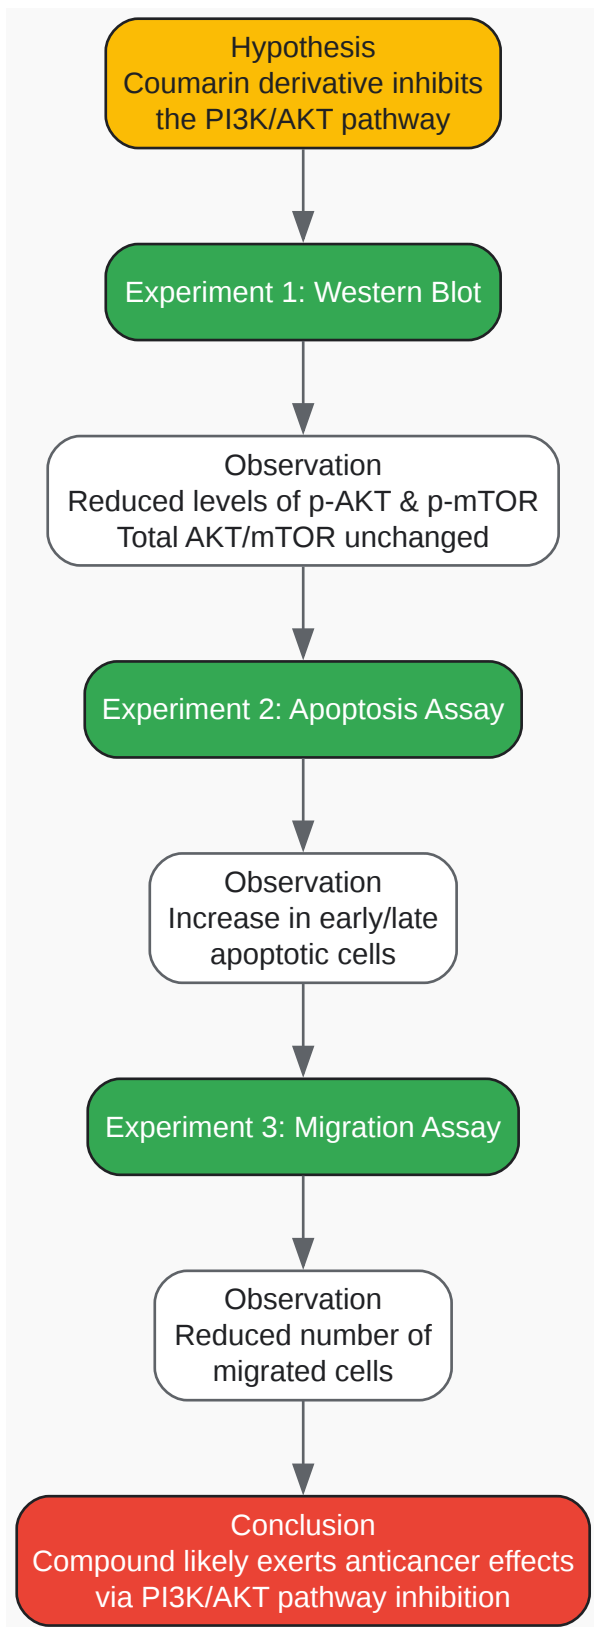 Hypothesis
Coumarin derivative inhibits
the PI3K/AKT pathway
Experiment 1: Western Blot
Observation
Reduced levels of p-AKT & p-mTOR
Total AKT/mTOR unchanged
Experiment 2: Apoptosis Assay
Observation
Increase in early/late
apoptotic cells
Experiment 3: Migration Assay
Observation
Reduced number of
migrated cells
Conclusion
Compound likely exerts anticancer effects
via PI3K/AKT pathway inhibition